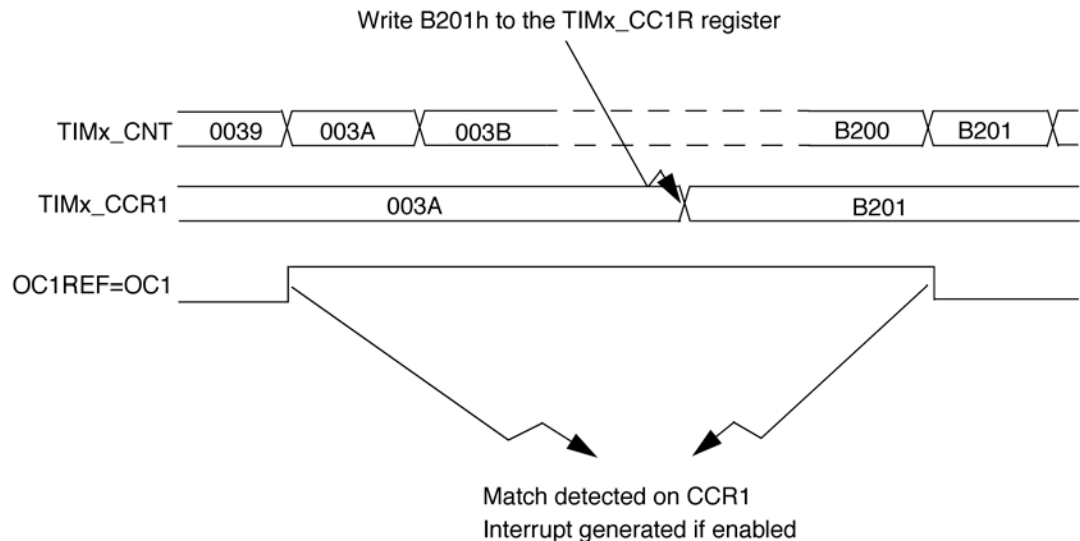 Write B201h to the TIMx_CC1R register
TIMx_CNT 0039 003A 003B B200 B201
TIMx_CCR1 003A B201
OC1REF=OC1
Match detected on CCR1
Interrupt generated if enabled